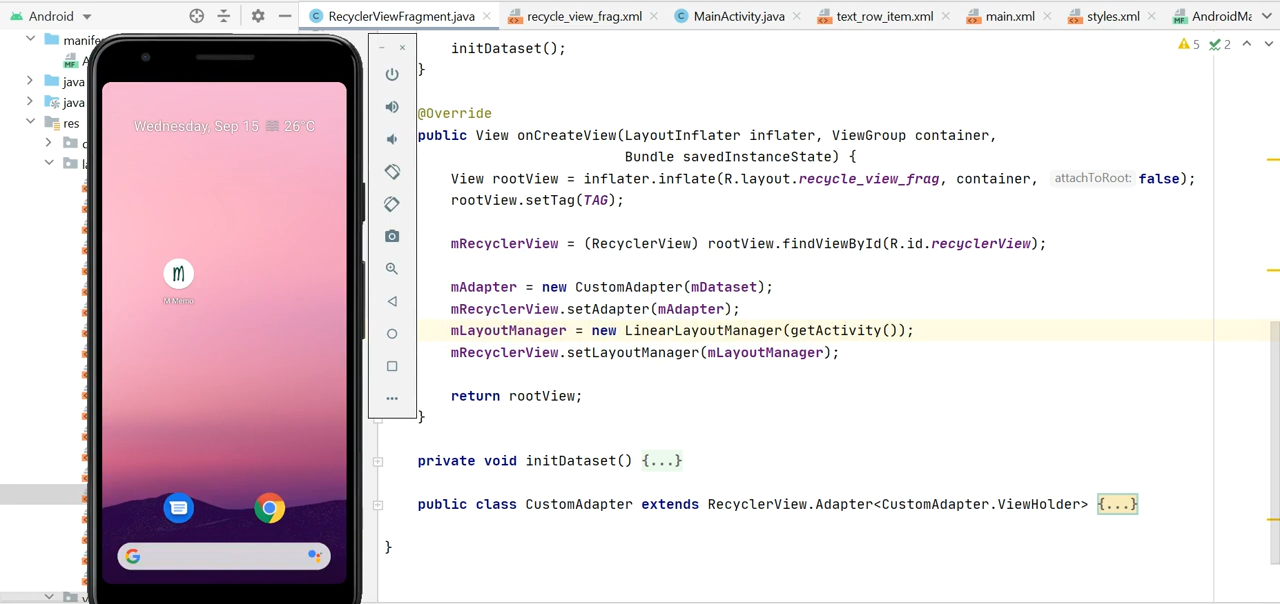 Android
RecyclerViewFragment.java
recycle_view_frag.xml
MainActivity.java
text_row_item.xml
main.xml
styles.xml
manife
MF
java
java
res
Wednesday, Sep 15 26°C
M Memo
5 2
initDataset();
}
@Override
public View onCreateView(LayoutInflater inflater, ViewGroup container,
Bundle savedInstanceState) {
View rootView = inflater.inflate(R.layout.recycle_view_frag, container, attachToRoot: false);
rootView.setTag(TAG);
mRecyclerView = (RecyclerView) rootView.findViewById(R.id.recyclerView);
mAdapter = new CustomAdapter(mDataset);
mRecyclerView.setAdapter(mAdapter);
mLayoutManager = new LinearLayoutManager(getActivity());
mRecyclerView.setLayoutManager(mLayoutManager);
return rootView;
}
private void initDataset() {...}
public class CustomAdapter extends RecyclerView.Adapter<CustomAdapter.ViewHolder> {...}
}